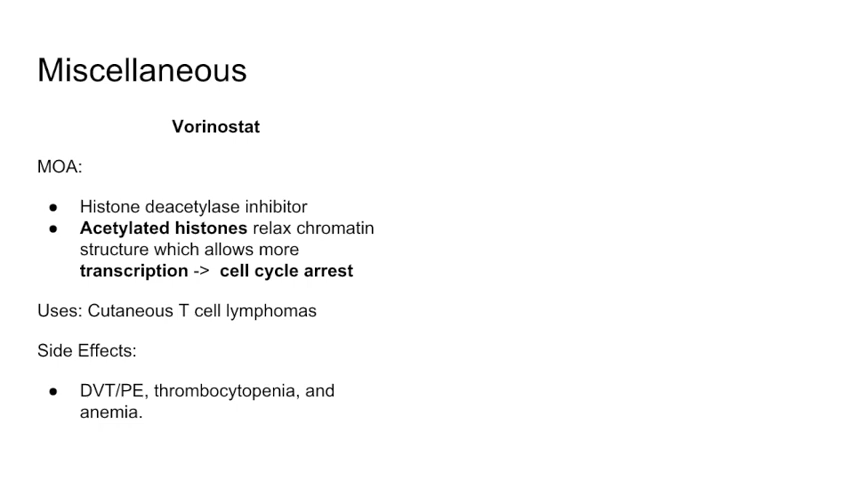 Miscellaneous
Vorinostat
MOA:
● Histone deacetylase inhibitor
● Acetylated histones relax chromatin
structure which allows more
transcription -> cell cycle arrest
Uses: Cutaneous T cell lymphomas
Side Effects:
● DVT/PE, thrombocytopenia, and
anemia.